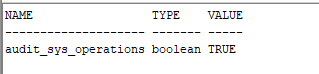 NAME                 TYPE    VALUE
-------------------- ------- -----
audit_sys_operations boolean TRUE